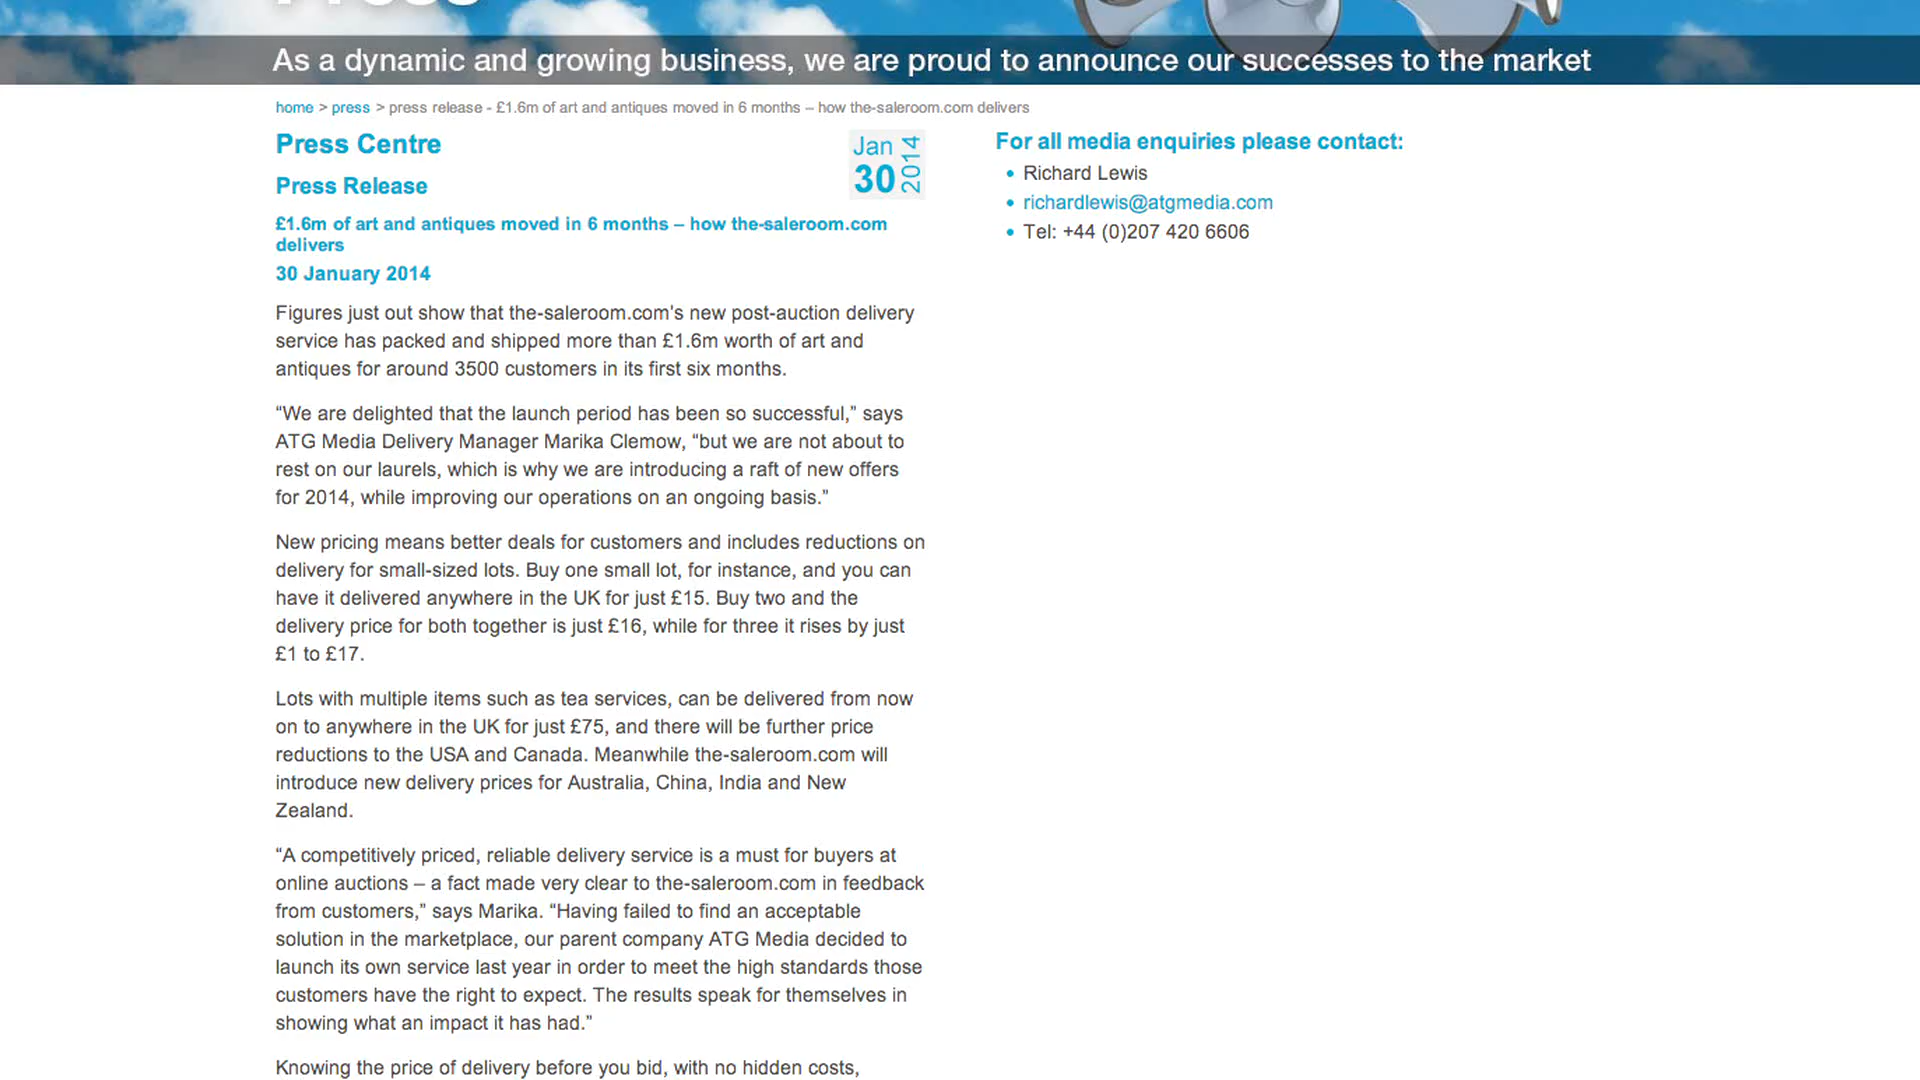 As a dynamic and growing business, we are proud to announce our successes to the market
home > press > press release - £1.6m of art and antiques moved in 6 months – how the-saleroom.com delivers
Press Centre
Jan
30
2014
Press Release
£1.6m of art and antiques moved in 6 months – how the-saleroom.com
delivers
30 January 2014
Figures just out show that the-saleroom.com's new post-auction delivery
service has packed and shipped more than £1.6m worth of art and
antiques for around 3500 customers in its first six months.
“We are delighted that the launch period has been so successful,” says
ATG Media Delivery Manager Marika Clemow, “but we are not about to
rest on our laurels, which is why we are introducing a raft of new offers
for 2014, while improving our operations on an ongoing basis.”
New pricing means better deals for customers and includes reductions on
delivery for small-sized lots. Buy one small lot, for instance, and you can
have it delivered anywhere in the UK for just £15. Buy two and the
delivery price for both together is just £16, while for three it rises by just
£1 to £17.
Lots with multiple items such as tea services, can be delivered from now
on to anywhere in the UK for just £75, and there will be further price
reductions to the USA and Canada. Meanwhile the-saleroom.com will
introduce new delivery prices for Australia, China, India and New
Zealand.
“A competitively priced, reliable delivery service is a must for buyers at
online auctions – a fact made very clear to the-saleroom.com in feedback
from customers,” says Marika. “Having failed to find an acceptable
solution in the marketplace, our parent company ATG Media decided to
launch its own service last year in order to meet the high standards those
customers have the right to expect. The results speak for themselves in
showing what an impact it has had.”
Knowing the price of delivery before you bid, with no hidden costs,
For all media enquiries please contact:
• Richard Lewis
• richardlewis@atgmedia.com
• Tel: +44 (0)207 420 6606